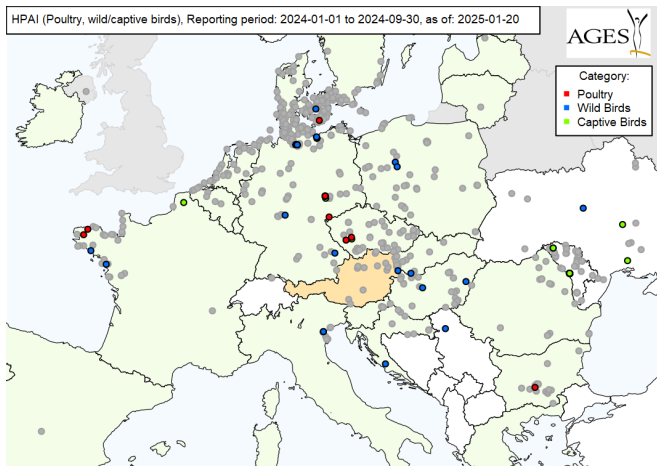 HPAI (Poultry, wild/captive birds), Reporting period: 2024-01-01 to 2024-09-30, as of: 2025-01-20
AGES
Category:
Poultry
Wild Birds
Captive Birds